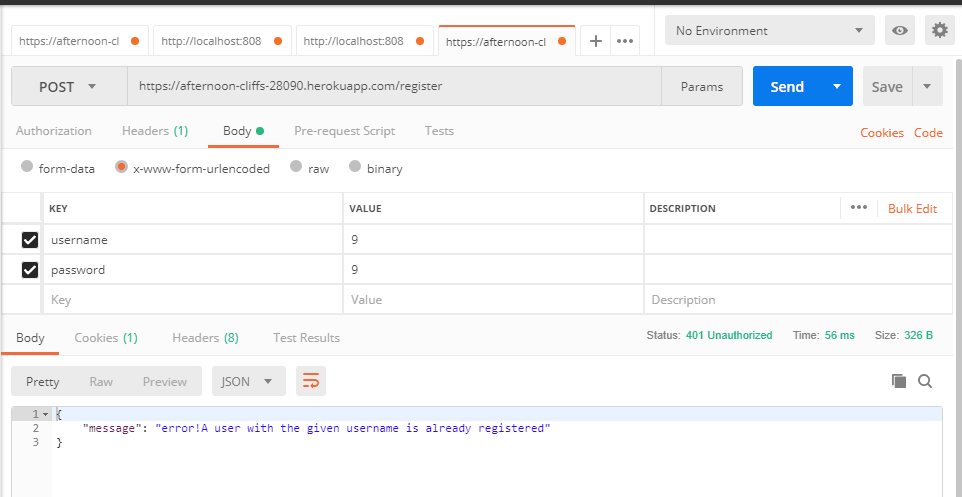 https://afternoon-cl http://localhost:808 http://localhost:808 https://afternoon-cl + ••• No Environment
POST https://afternoon-cliffs-28090.herokuapp.com/register Params Send Save
Authorization Headers (1) Body Pre-request Script Tests Cookies Code
form-data x-www-form-urlencoded raw binary
KEY VALUE DESCRIPTION ••• Bulk Edit
username 9
password 9
Key Value Description
Body Cookies (1) Headers (8) Test Results Status: 401 Unauthorized Time: 56 ms Size: 326 B
Pretty Raw Preview JSON
1 {
2 "message": "error!A user with the given username is already registered"
3 }